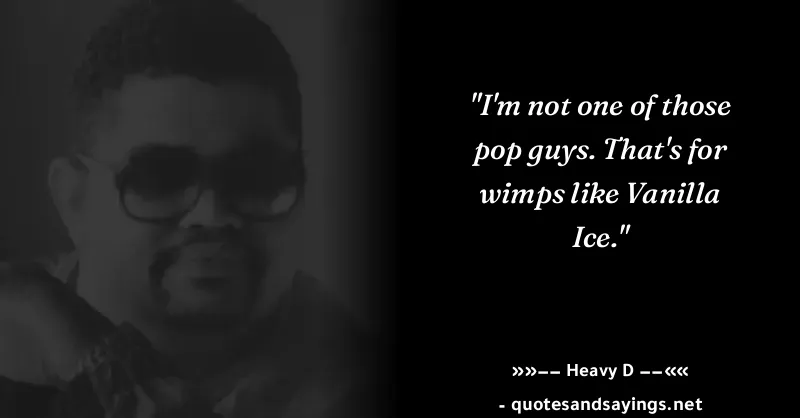 "I'm not one of those
pop guys. That's for
wimps like Vanilla
Ice."
»»−− Heavy D −−««
- quotesandsayings.net